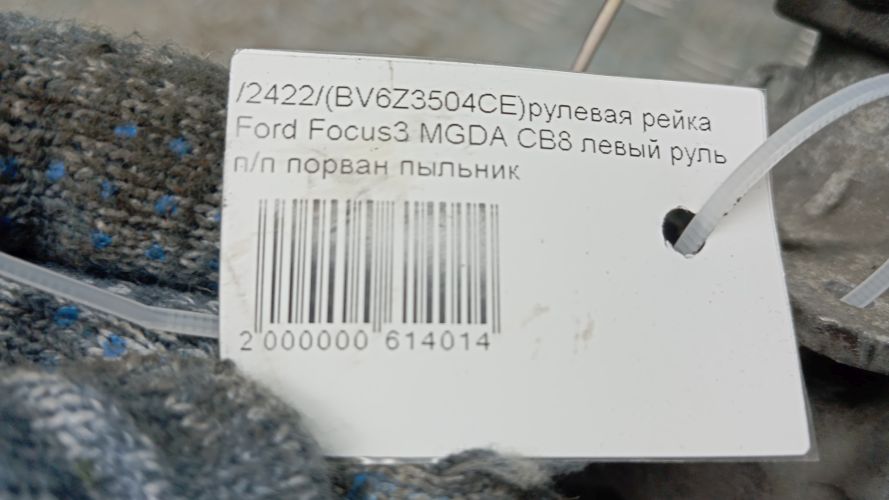 /2422/(BV6Z3504CE)рулевая рейка
Ford Focus3 MGDA CB8 левый руль
п/п порван пыльник
2 000000 614014